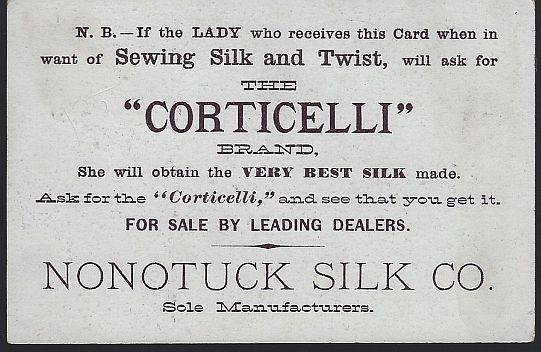 N. B.—If the LADY who receives this Card when in
want of Sewing Silk and Twist, will ask for
THE
"CORTICELLI"
BRAND,
She will obtain the VERY BEST SILK made.
Ask for the "Corticelli," and see that you get it.
FOR SALE BY LEADING DEALERS.
NONOTUCK SILK CO.
Sole Manufacturers.